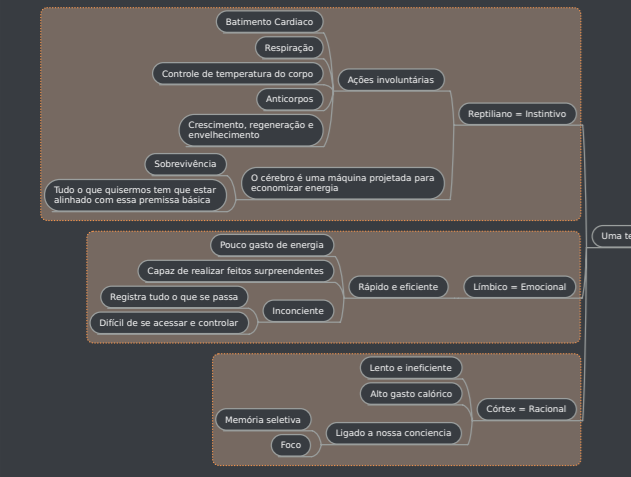 Batimento Cardiaco
Respiração
Controle de temperatura do corpo
Ações involuntárias
Anticorpos
Reptiliano = Instintivo
Crescimento, regeneração e
envelhecimento
Sobrevivência
O cérebro é uma máquina projetada para
economizar energia
Tudo o que quisermos tem que estar
alinhado com essa premissa básica
Uma te
Pouco gasto de energia
Capaz de realizar feitos surpreendentes
Rápido e eficiente
Límbico = Emocional
Registra tudo o que se passa
Inconciente
Difícil de se acessar e controlar
Lento e ineficiente
Alto gasto calórico
Córtex = Racional
Memória seletiva
Ligado a nossa conciencia
Foco